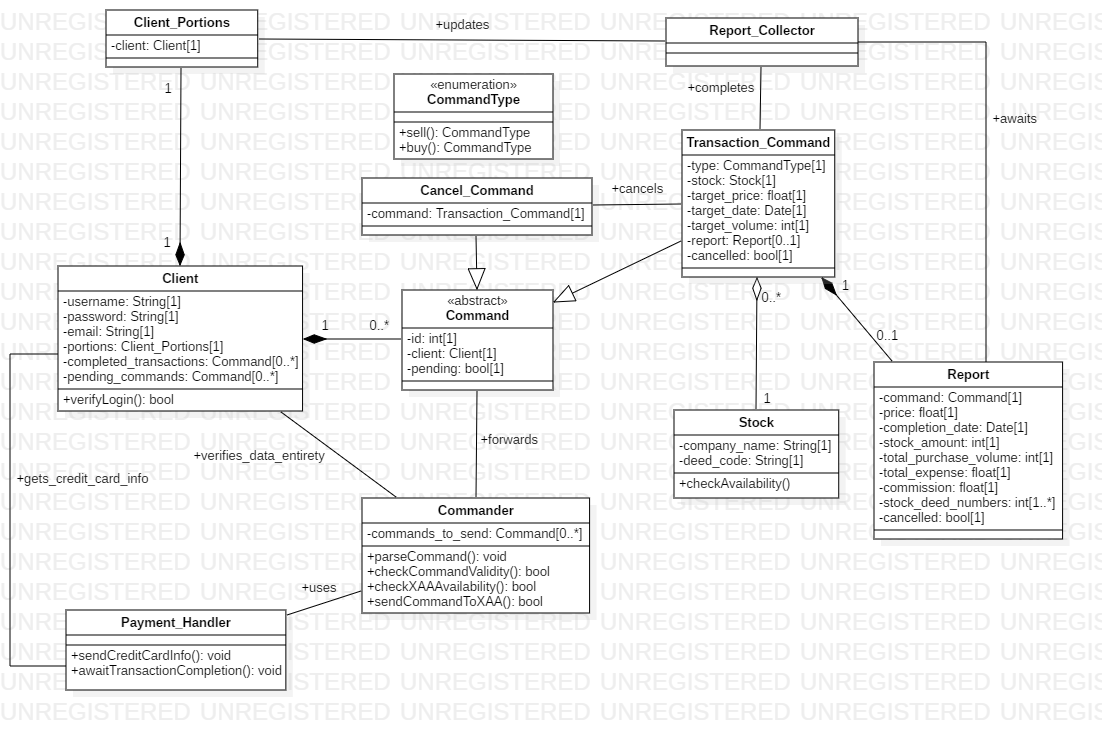 Client_Portions
-client: Client[1]
+updates
Report_Collector
1
1
«enumeration»
CommandType
+sell(): CommandType
+buy(): CommandType
+completes
+awaits
Transaction_Command
-type: CommandType[1]
-stock: Stock[1]
-target_price: float[1]
-target_date: Date[1]
-target_volume: int[1]
-report: Report[0..1]
-cancelled: bool[1]
Cancel_Command
-command: Transaction_Command[1]
+cancels
Client
-username: String[1]
-password: String[1]
-email: String[1]
-portions: Client_Portions[1]
-completed_transactions: Command[0..*]
-pending_commands: Command[0..*]
+verifyLogin(): bool
1
0..*
«abstract»
Command
-id: int[1]
-client: Client[1]
-pending: bool[1]
0..*
1
1
0..1
Stock
-company_name: String[1]
-deed_code: String[1]
+checkAvailability()
Report
-command: Command[1]
-price: float[1]
-completion_date: Date[1]
-stock_amount: int[1]
-total_purchase_volume: int[1]
-total_expense: float[1]
-commission: float[1]
-stock_deed_numbers: int[1..*]
-cancelled: bool[1]
+forwards
+verifies_data_entirety
+gets_credit_card_info
Commander
-commands_to_send: Command[0..*]
+parseCommand(): void
+checkCommandValidity(): bool
+checkXAAAvailability(): bool
+sendCommandToXAA(): bool
+uses
Payment_Handler
+sendCreditCardInfo(): void
+awaitTransactionCompletion(): void
UNREGISTERED UNREGISTERED UNREGISTERED UNREGISTERED UNREGISTERED